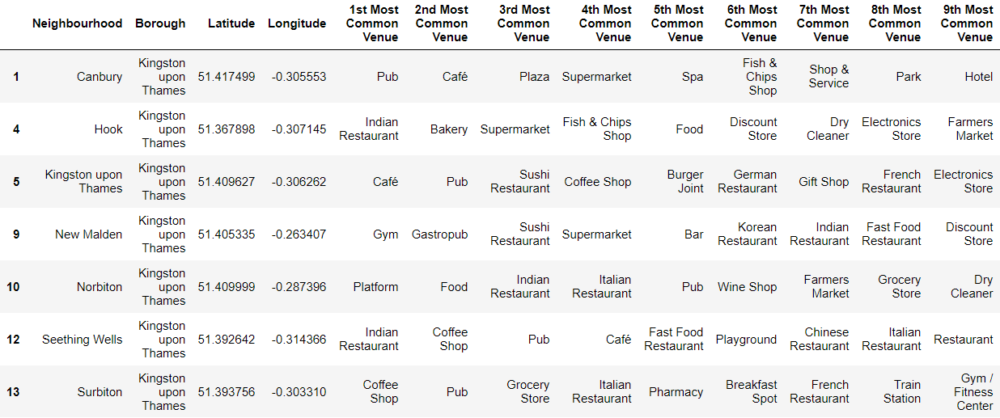 Neighbourhood Borough Latitude Longitude 1st Most Common Venue 2nd Most Common Venue 3rd Most Common Venue 4th Most Common Venue 5th Most Common Venue 6th Most Common Venue 7th Most Common Venue 8th Most Common Venue 9th Most Common Venue
1 Canbury Kingston upon Thames 51.417499 -0.305553 Pub Café Plaza Supermarket Spa Fish & Chips Shop Shop & Service Park Hotel
4 Hook Kingston upon Thames 51.367898 -0.307145 Indian Restaurant Bakery Supermarket Fish & Chips Shop Food Discount Store Dry Cleaner Electronics Store Farmers Market
5 Kingston upon Thames Kingston upon Thames 51.409627 -0.306262 Café Pub Sushi Restaurant Coffee Shop Burger Joint German Restaurant Gift Shop French Restaurant Electronics Store
9 New Malden Kingston upon Thames 51.405335 -0.263407 Gym Gastropub Sushi Restaurant Supermarket Bar Korean Restaurant Indian Restaurant Fast Food Restaurant Discount Store
10 Norbiton Kingston upon Thames 51.409999 -0.287396 Platform Food Indian Restaurant Italian Restaurant Pub Wine Shop Farmers Market Grocery Store Dry Cleaner
12 Seething Wells Kingston upon Thames 51.392642 -0.314366 Indian Restaurant Coffee Shop Pub Café Fast Food Restaurant Playground Chinese Restaurant Italian Restaurant Restaurant
13 Surbiton Kingston upon Thames 51.393756 -0.303310 Coffee Shop Pub Grocery Store Italian Restaurant Pharmacy Breakfast Spot French Restaurant Train Station Gym / Fitness Center